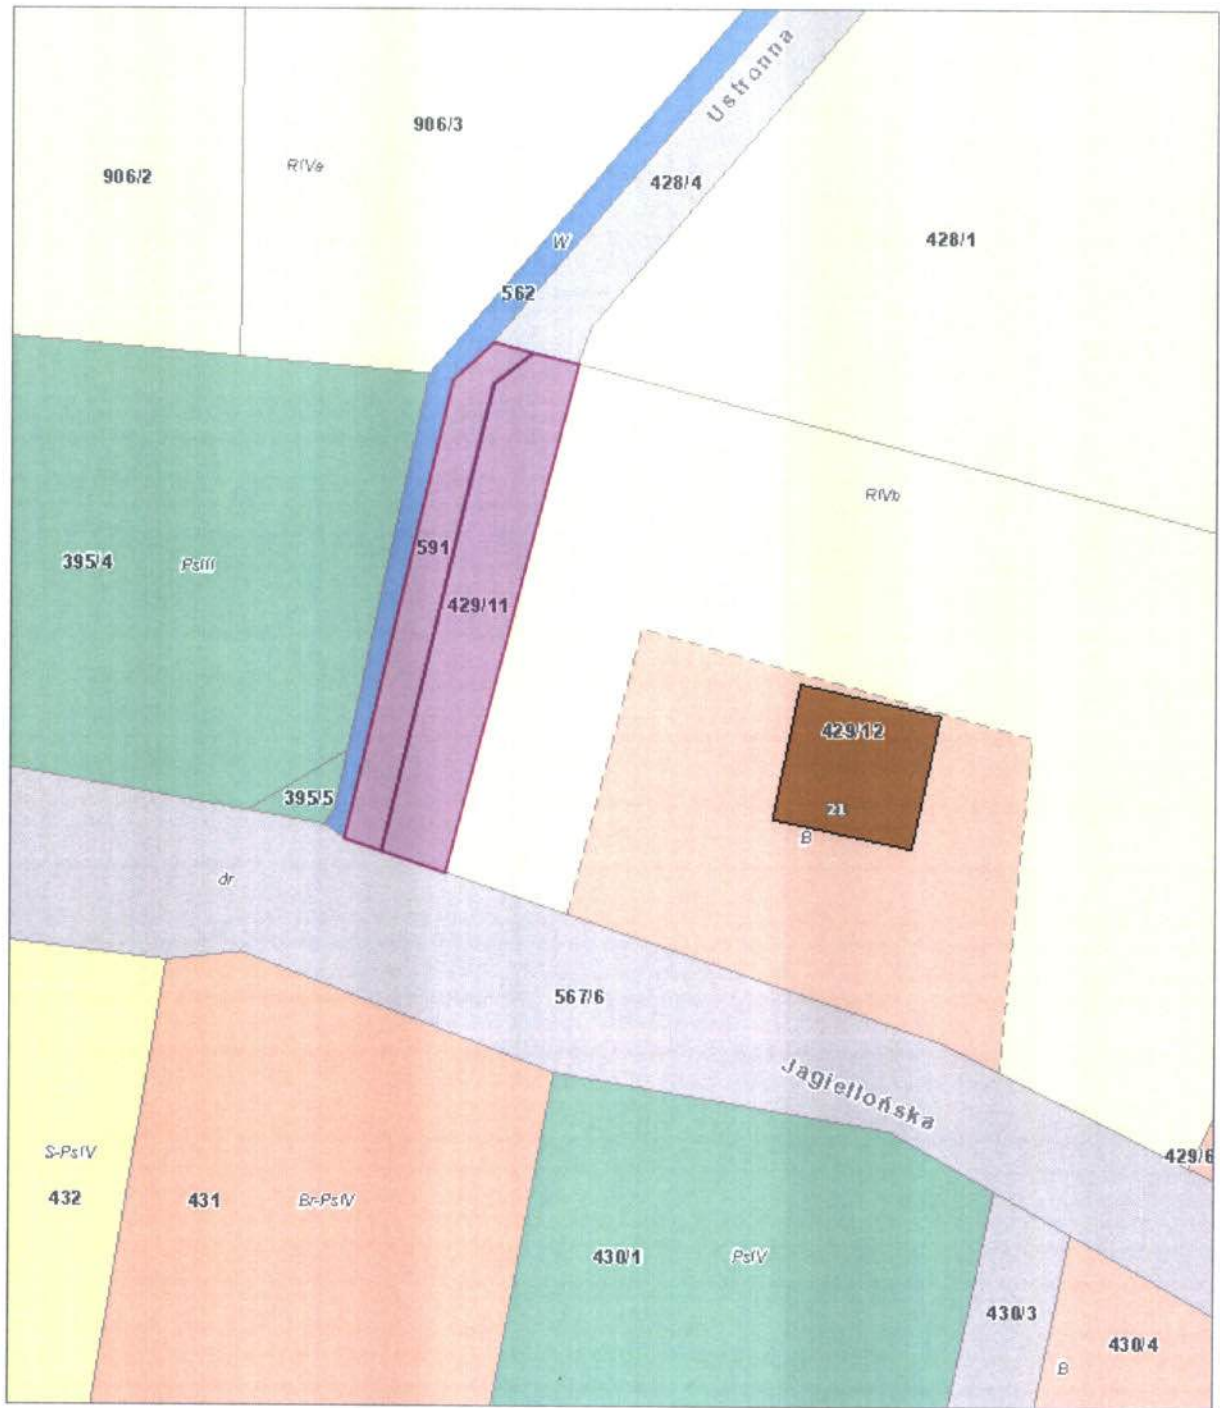 Ustronna
906/3
RIVa
906/2
428/4
428/1
W
562
RIVb
591
395/4
PsIII
429/11
429/12
395/5
21
B
dr
567/6
Jagiellońska
S-PsIV
429/6
432
431
Br-PsIV
430/1
PsIV
430/3
430/4
B